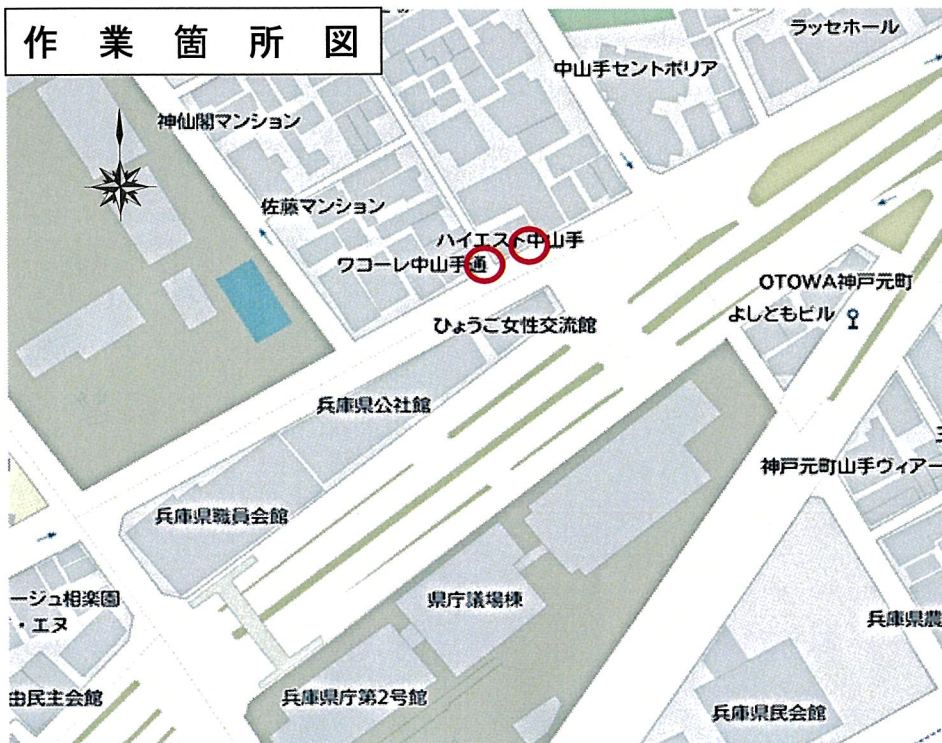 作業箇所図
ラッセホール
中山手セントポリア
神仙閣マンション
佐藤マンション
ハイエスト中山手
ワコーレ中山手通
OTOWA神戸元町
よしともビル
ひょうご女性交流館
兵庫県公社館
神戸元町山手ヴィアー
兵庫県職員会館
ージュ相楽園
・エヌ
県庁議場棟
兵庫県農
由民主会館
兵庫県庁第2号館
兵庫県民会館